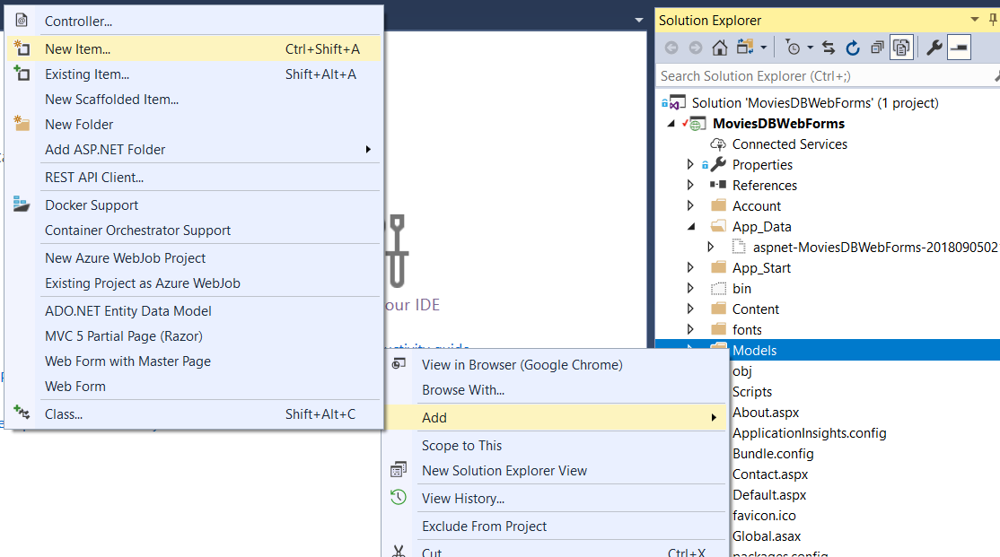 Controller...
New Item... Ctrl+Shift+A
Existing Item... Shift+Alt+A
New Scaffolded Item...
New Folder
Add ASP.NET Folder
REST API Client...
Docker Support
Container Orchestrator Support
New Azure WebJob Project
Existing Project as Azure WebJob
ADO.NET Entity Data Model
MVC 5 Partial Page (Razor)
Web Form with Master Page
Web Form
Class... Shift+Alt+C
our IDE
View in Browser (Google Chrome)
Browse With...
Add
Scope to This
New Solution Explorer View
View History...
Exclude From Project
Cut Ctrl+X
Solution Explorer
Search Solution Explorer (Ctrl+;)
Solution 'MoviesDBWebForms' (1 project)
MoviesDBWebForms
Connected Services
Properties
References
Account
App_Data
aspnet-MoviesDBWebForms-2018090502
App_Start
bin
Content
fonts
Models
obj
Scripts
About.aspx
ApplicationInsights.config
Bundle.config
Contact.aspx
Default.aspx
favicon.ico
Global.asax
packages.config